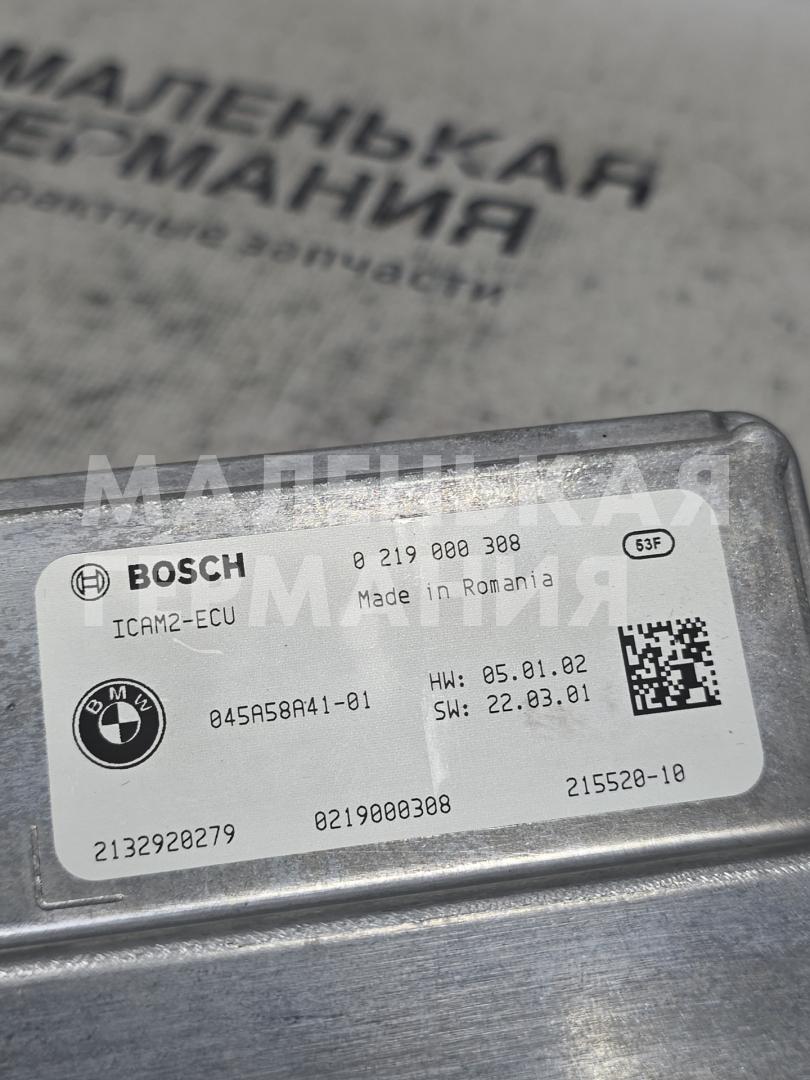 МАЛЕНЬКАЯ
ГЕРМАНИЯ
запчасти
МАЛЕНЬКАЯ
ГЕРМАНИЯ
BOSCH
0 219 000 308
53F
ICAM2-ECU
Made in Romania
BMW
045A58A41-01
HW: 05.01.02
SW: 22.03.01
2132920279
0219000308
215520-10